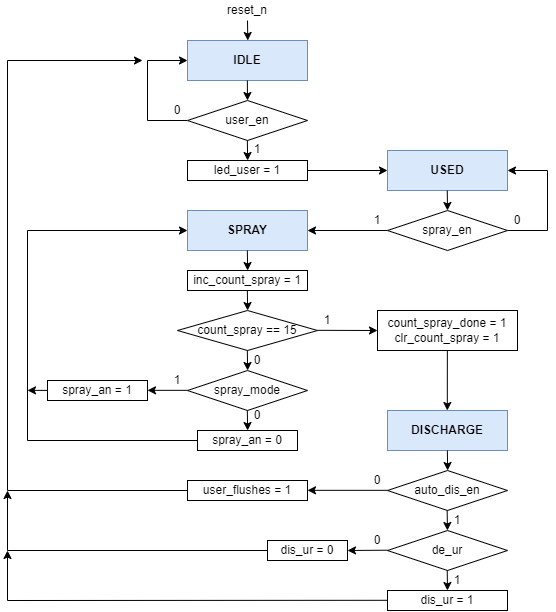 reset_n
IDLE
0
user_en
1
led_user = 1
USED
1
spray_en
0
SPRAY
inc_count_spray = 1
count_spray == 15
1
count_spray_done = 1
clr_count_spray = 1
0
spray_an = 1
1
spray_mode
0
spray_an = 0
DISCHARGE
user_flushes = 1
0
auto_dis_en
1
dis_ur = 0
0
de_ur
1
dis_ur = 1